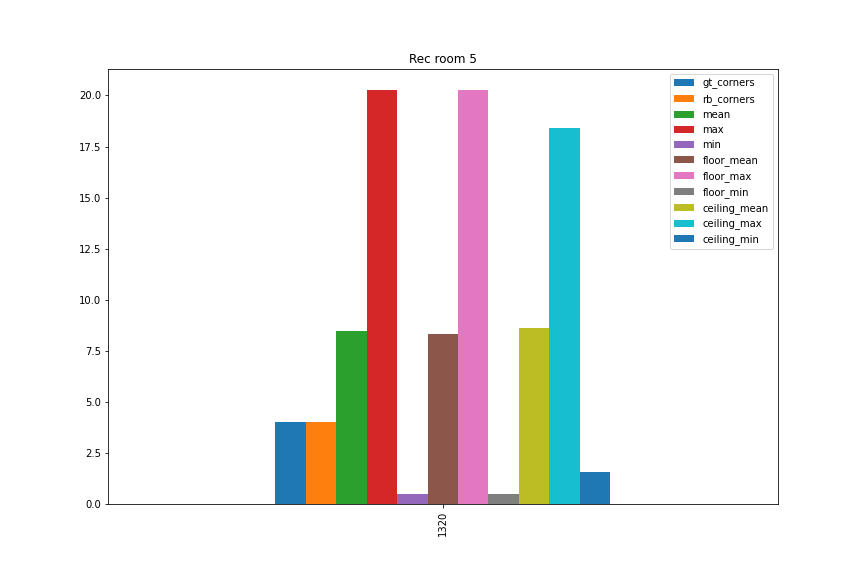 Rec room 5
gt_corners
rb_corners
mean
max
min
floor_mean
floor_max
floor_min
ceiling_mean
ceiling_max
ceiling_min
20.0
17.5
15.0
12.5
10.0
7.5
5.0
2.5
0.0
1320